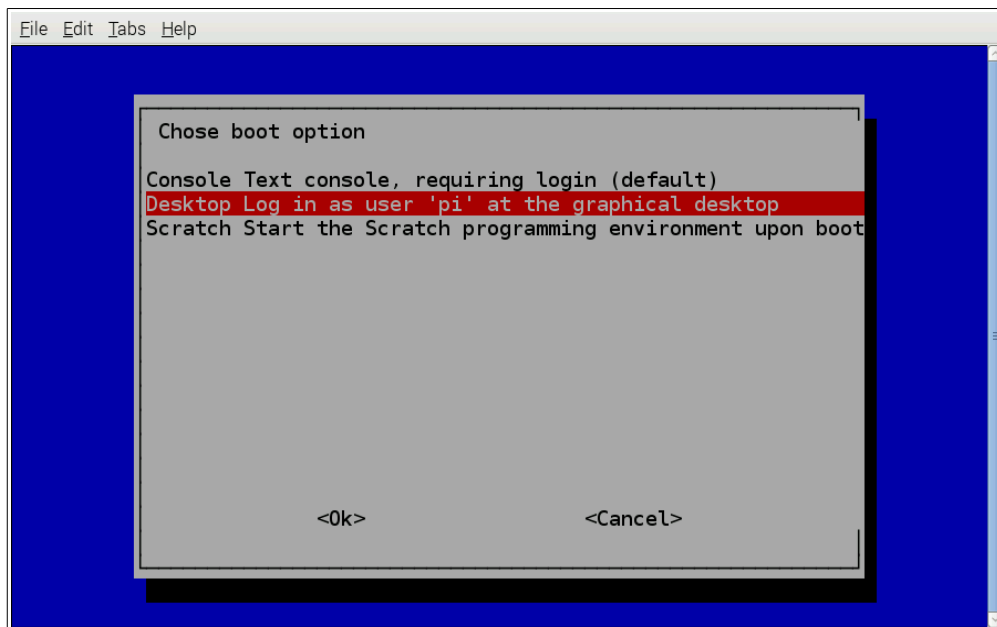 File Edit Tabs Help
Chose boot option
Console Text console, requiring login (default)
Desktop Log in as user 'pi' at the graphical desktop
Scratch Start the Scratch programming environment upon boot
<Ok> <Cancel>